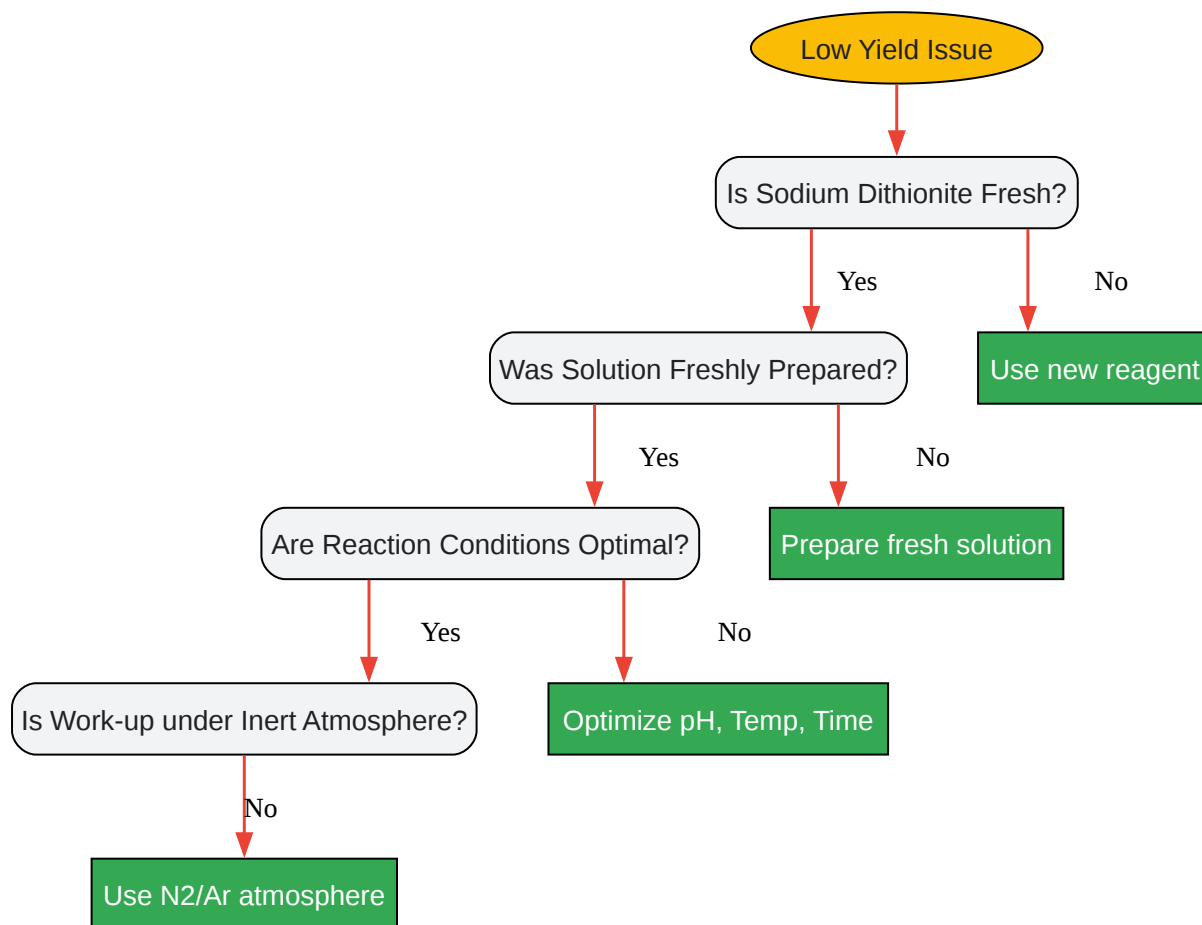 Low Yield Issue
Is Sodium Dithionite Fresh?
Yes
No
Was Solution Freshly Prepared?
Use new reagent
Yes
No
Are Reaction Conditions Optimal?
Prepare fresh solution
Yes
No
Is Work-up under Inert Atmosphere?
Optimize pH, Temp, Time
No
Use N2/Ar atmosphere